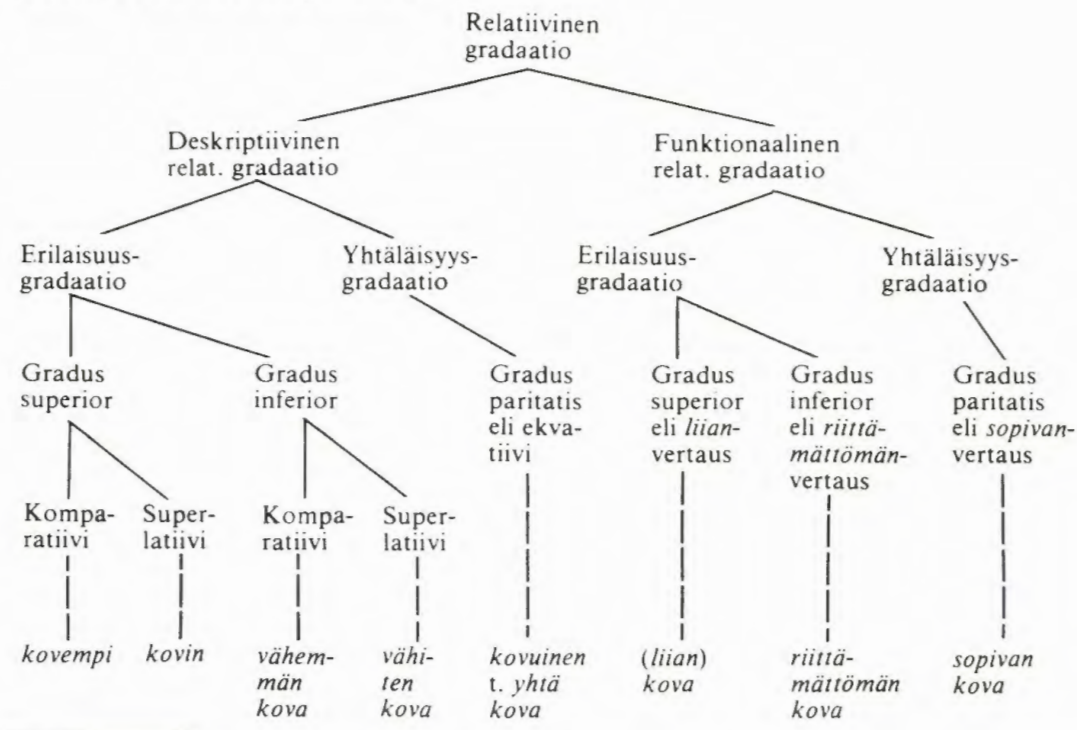 Relatiivinen
gradaatio
Deskriptiivinen
relat. gradaatio
Funktionaalinen
relat. gradaatio
Erilaisuus-
gradaatio
Yhtäläisyys-
gradaatio
Erilaisuus-
gradaatio
Yhtäläisyys-
gradaatio
Gradus
superior
Gradus
inferior
Gradus
paritatis
eli ekva-
tiivi
Gradus
superior
eli liian-
vertaus
Gradus
inferior
eli riittä-
mättömän-
vertaus
Gradus
paritatis
eli sopivan-
vertaus
Kompa-
ratiivi
Super-
latiivi
Kompa-
ratiivi
Super-
latiivi
kovempi
kovin
vähem-
män
kova
vähi-
ten
kova
kovuinen
t. yhtä
kova
(liian)
kova
riittä-
mättömän
kova
sopivan
kova